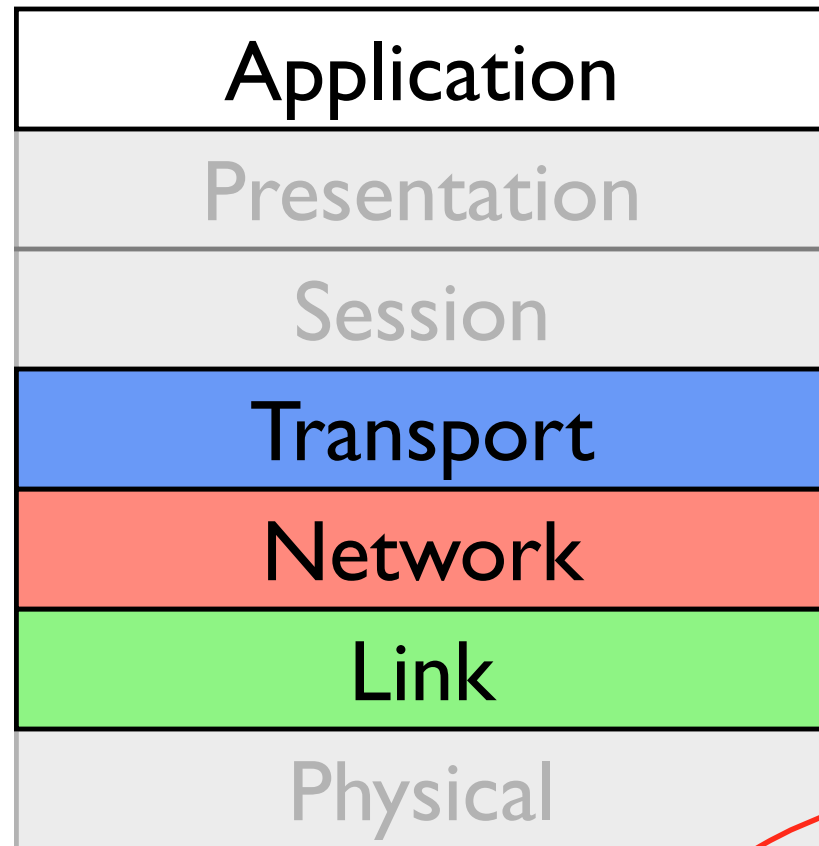 Application
Presentation
Session
Transport
Network
Link
Physical